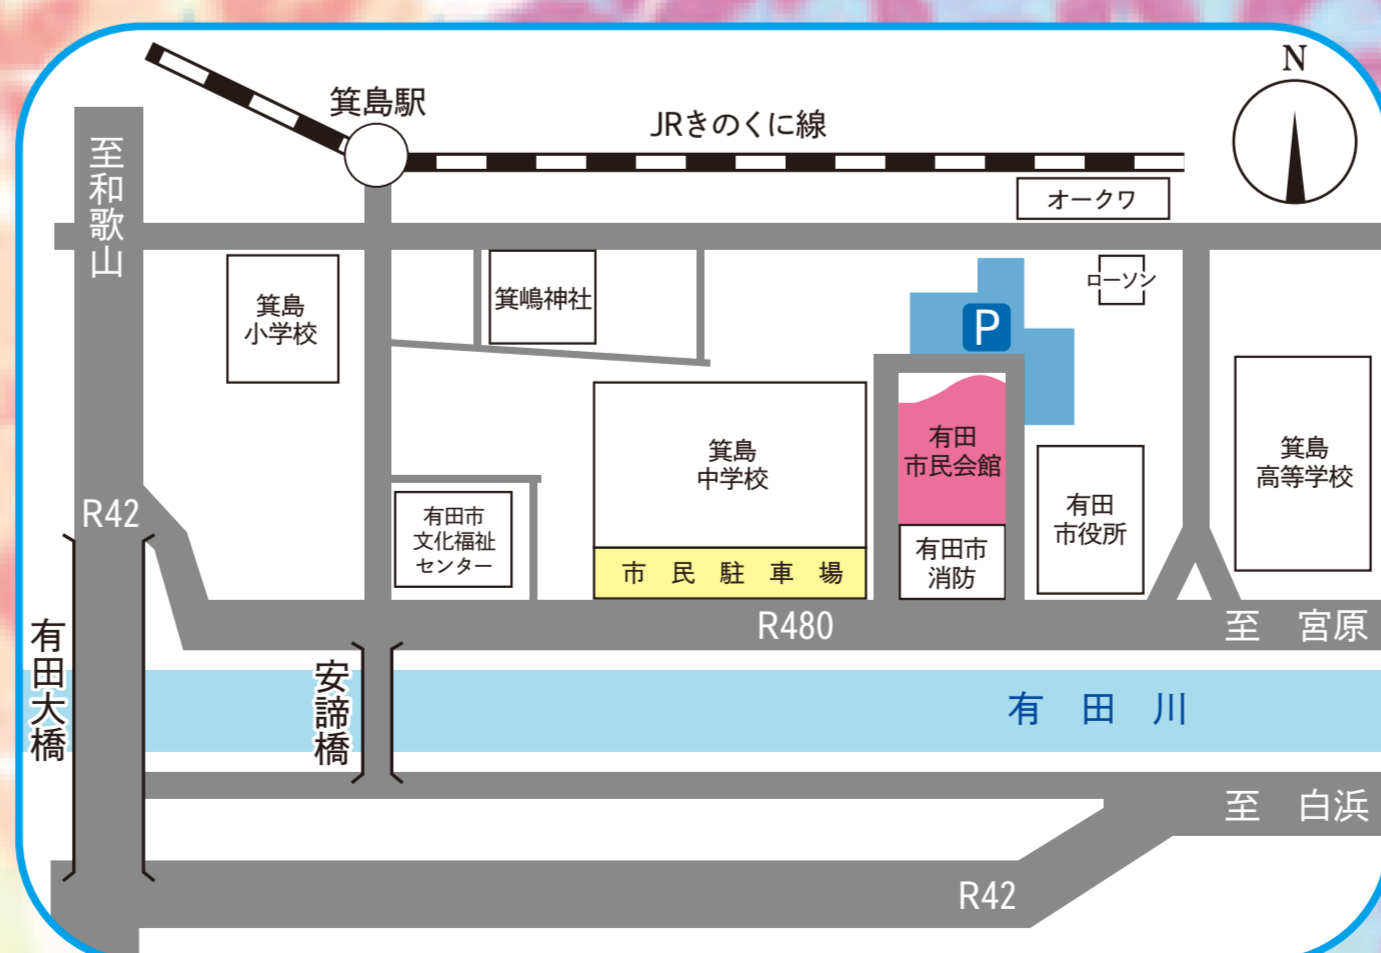 N
箕島駅
JRきのくに線
至和歌山
オークワ
箕島
小学校
箕嶋神社
ローソン
P
箕島
中学校
有田
市民会館
箕島
高等学校
R42
有田市
文化福祉
センター
有田
市役所
有田市
消防
市民駐車場
R480
至 宮原
有田大橋
安諦橋
有田川
至 白浜
R42